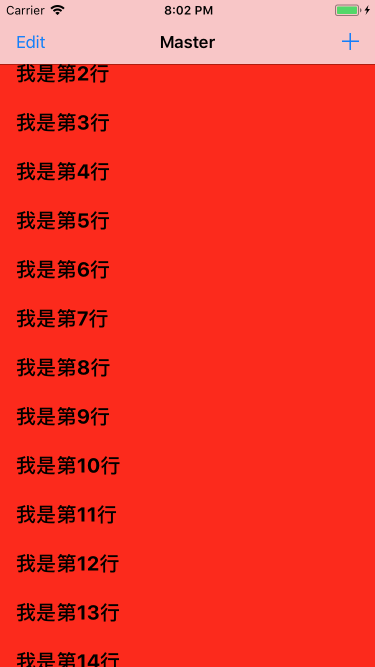 Carrier 8:02 PM
Edit Master +
我是第2行
我是第3行
我是第4行
我是第5行
我是第6行
我是第7行
我是第8行
我是第9行
我是第10行
我是第11行
我是第12行
我是第13行
我是第14行